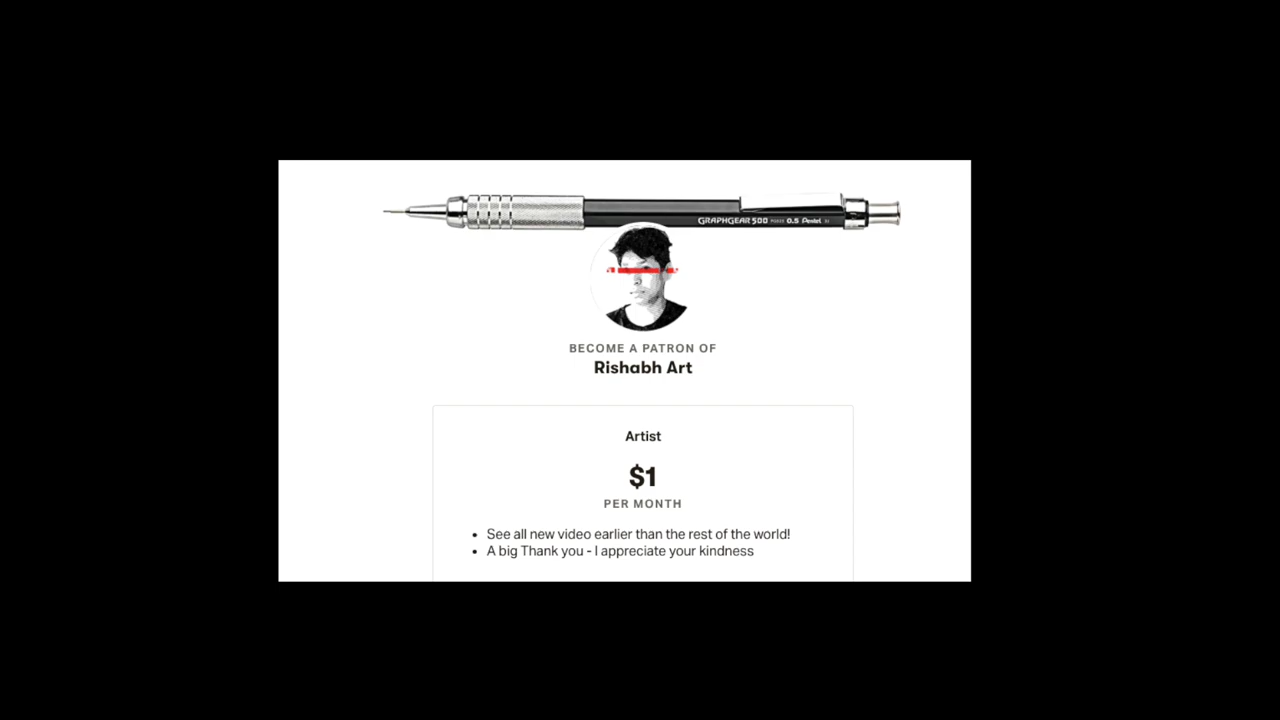 GRAPHGEAR 500 0.5 Pentel
BECOME A PATRON OF
Rishabh Art
Artist
$1
PER MONTH
• See all new video earlier than the rest of the world!
• A big Thank you - I appreciate your kindness